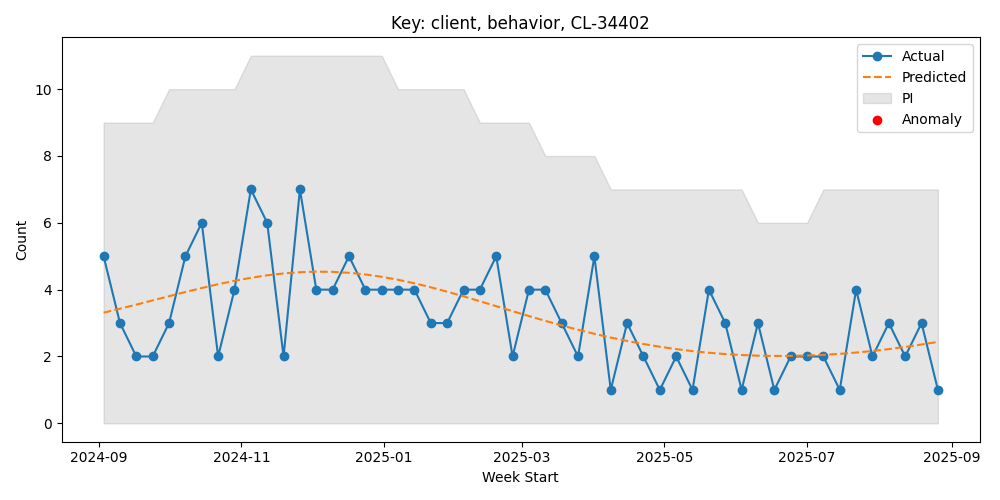 Key: client, behavior, CL-34402
Actual
Predicted
PI
Anomaly
Count
10
8
6
4
2
0
2024-09
2024-11
2025-01
2025-03
2025-05
2025-07
2025-09
Week Start